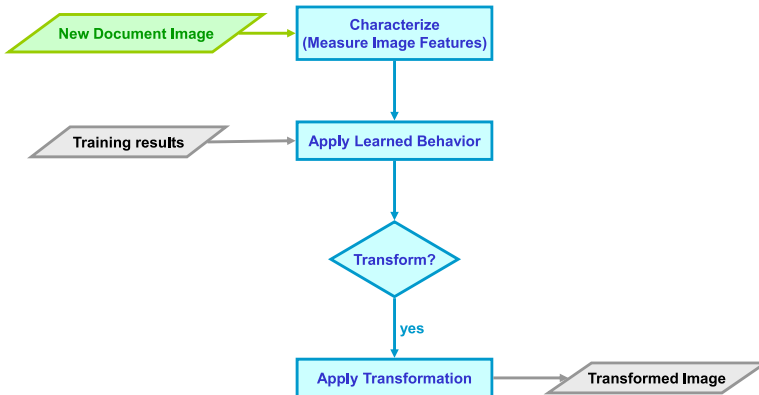 New Document Image
Characterize
(Measure Image Features)
Training results
Apply Learned Behavior
Transform?
yes
Apply Transformation
Transformed Image